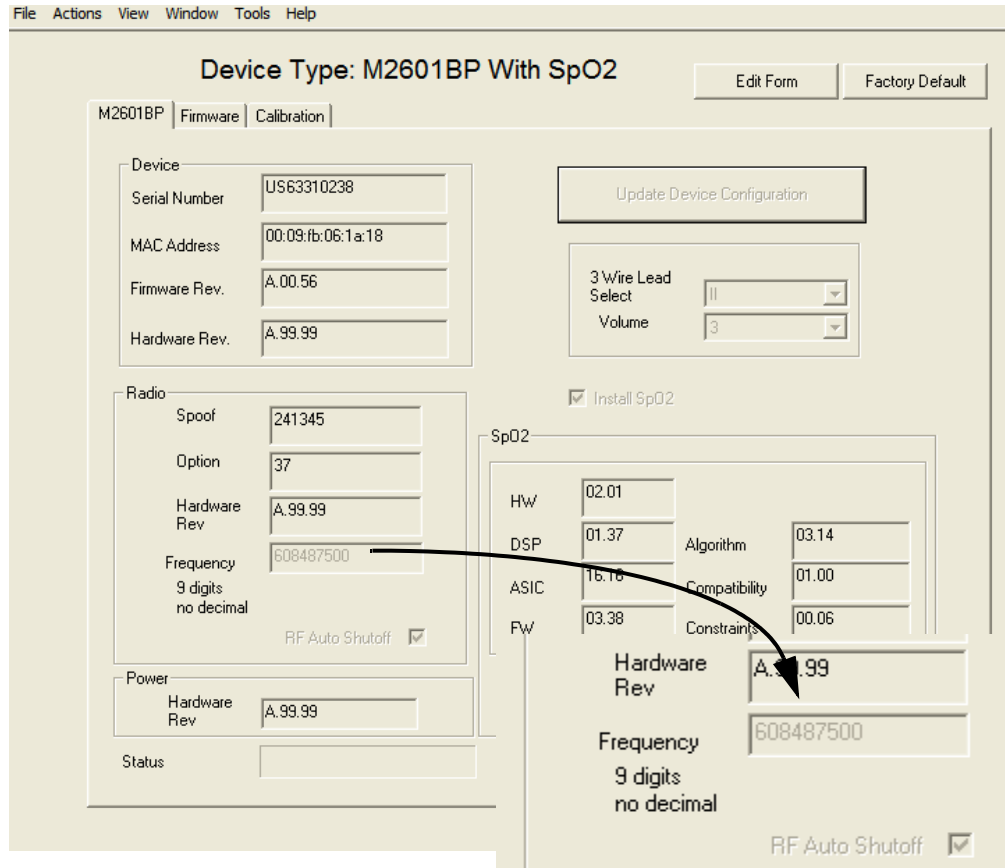 File Actions View Window Tools Help
Device Type: M2601BP With SpO2
Edit Form
Factory Default
M2601BP Firmware Calibration
Device
Serial Number US63310238
MAC Address 00:09:fb:06:1a:18
Firmware Rev. A.00.56
Hardware Rev. A.99.99
Update Device Configuration
3 Wire Lead
Select II
Volume 3
Install SpO2
Radio
Spoof 241345
Option 37
Hardware
Rev A.99.99
Frequency 608487500
9 digits
no decimal
RF Auto Shutoff
SpO2
HW 02.01
DSP 01.37 Algorithm 03.14
ASIC Compatibility 01.00
FW 03.38 Constraints 00.06
Power
Hardware
Rev A.99.99
Status
Hardware
Rev
Frequency 608487500
9 digits
no decimal
RF Auto Shutoff